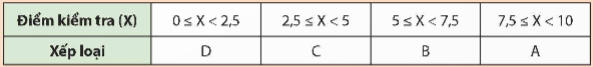 Điểm kiểm tra (X) 0 ≤ X < 2,5 2,5 ≤ X < 5 5 ≤ X < 7,5 7,5 ≤ X < 10
Xếp loại D C B A